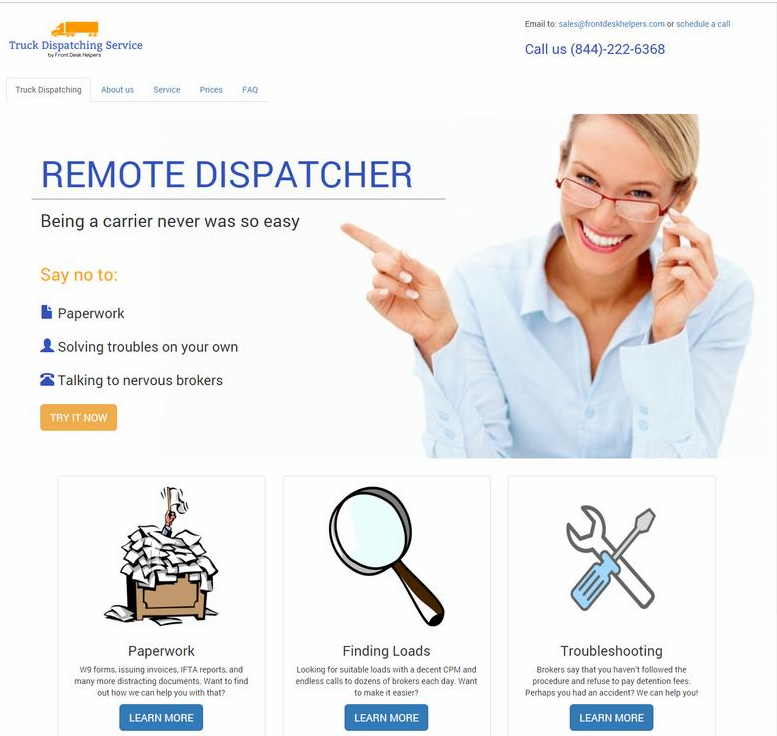 Truck Dispatching Service
by Front Desk Helpers
Email to: sales@frontdeskhelpers.com or schedule a call
Call us (844)-222-6368
Truck Dispatching About us Service Prices FAQ
REMOTE DISPATCHER
Being a carrier never was so easy
Say no to:
Paperwork
Solving troubles on your own
Talking to nervous brokers
TRY IT NOW
Paperwork
W9 forms, issuing invoices, IFTA reports, and
many more distracting documents. Want to find
out how we can help you with that?
LEARN MORE
Finding Loads
Looking for suitable loads with a decent CPM and
endless calls to dozens of brokers each day. Want
to make it easier?
LEARN MORE
Troubleshooting
Brokers say that you haven't followed the
procedure and refuse to pay detention fees.
Perhaps you had an accident? We can help you!
LEARN MORE